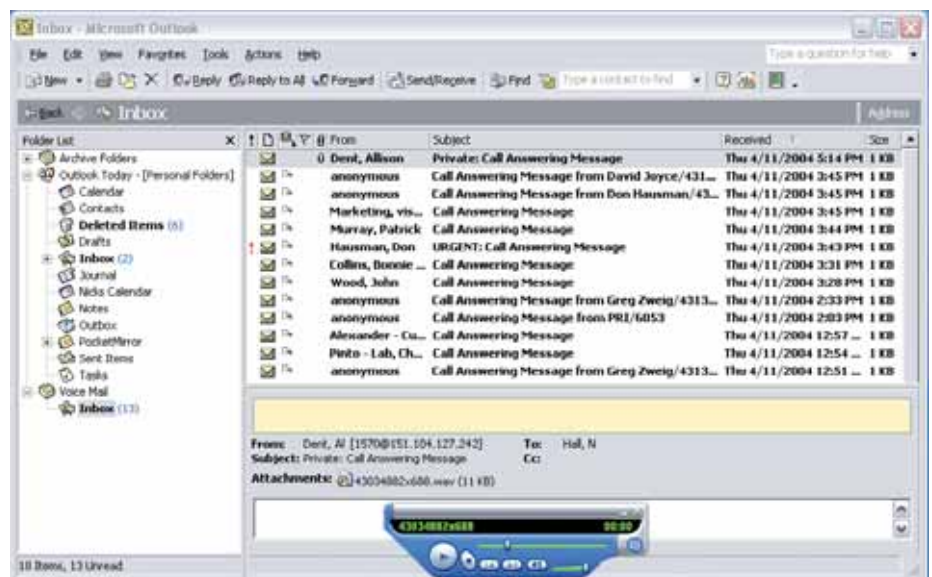 Inbox - Microsoft Outlook
File Edit View Favorites Tools Actions Help Type a question for help
New Reply Reply to All Forward Send/Receive Find Type a contact to find
Back Inbox Address
Folder List X
Archive Folders
Outlook Today - [Personal Folders]
Calendar
Contacts
Deleted Items (6)
Drafts
Inbox (2)
Journal
Nicks Calendar
Notes
Outbox
PocketMirror
Sent Items
Tasks
Voice Mail
Inbox (13)
! From Subject Received Size
Dent, Allison Private: Call Answering Message Thu 4/11/2004 5:14 PM 1 KB
anonymous Call Answering Message from David Joyce/431... Thu 4/11/2004 3:45 PM 1 KB
anonymous Call Answering Message from Don Hausman/43... Thu 4/11/2004 3:45 PM 1 KB
Marketing, vis... Call Answering Message Thu 4/11/2004 3:45 PM 1 KB
Murray, Patrick Call Answering Message Thu 4/11/2004 3:44 PM 1 KB
! Hausman, Don URGENT: Call Answering Message Thu 4/11/2004 3:43 PM 1 KB
Collins, Bonnie ... Call Answering Message Thu 4/11/2004 3:31 PM 1 KB
Wood, John Call Answering Message Thu 4/11/2004 3:28 PM 1 KB
anonymous Call Answering Message from Greg Zweig/4313... Thu 4/11/2004 2:33 PM 1 KB
anonymous Call Answering Message from PRI/6053 Thu 4/11/2004 2:03 PM 1 KB
Alexander - Cu... Call Answering Message Thu 4/11/2004 12:57 ... 1 KB
Pinto - Lab, Ch... Call Answering Message Thu 4/11/2004 12:54 ... 1 KB
anonymous Call Answering Message from Greg Zweig/4313... Thu 4/11/2004 12:51 ... 1 KB
From: Dent, Al [1570@151.104.127.242] To: Hall, N
Subject: Private: Call Answering Message Cc:
Attachments: 43034882x688.wav (11 KB)
43034882x688 00:00
18 Items, 13 Unread